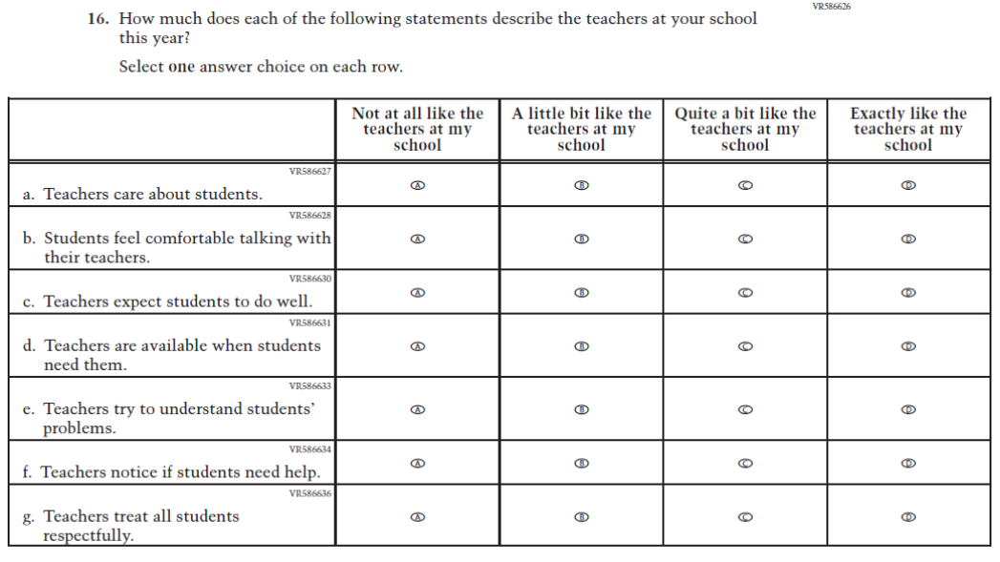 VR586626
16. How much does each of the following statements describe the teachers at your school
this year?
Select one answer choice on each row.
Not at all like the
teachers at my
school
A little bit like the
teachers at my
school
Quite a bit like the
teachers at my
school
Exactly like the
teachers at my
school
VR586627
a. Teachers care about students.
A B C D
VR586628
b. Students feel comfortable talking with
their teachers.
A B C D
VR586630
c. Teachers expect students to do well.
A B C D
VR586631
d. Teachers are available when students
need them.
A B C D
VR586633
e. Teachers try to understand students’
problems.
A B C D
VR586634
f. Teachers notice if students need help.
A B C D
VR586636
g. Teachers treat all students
respectfully.
A B C D